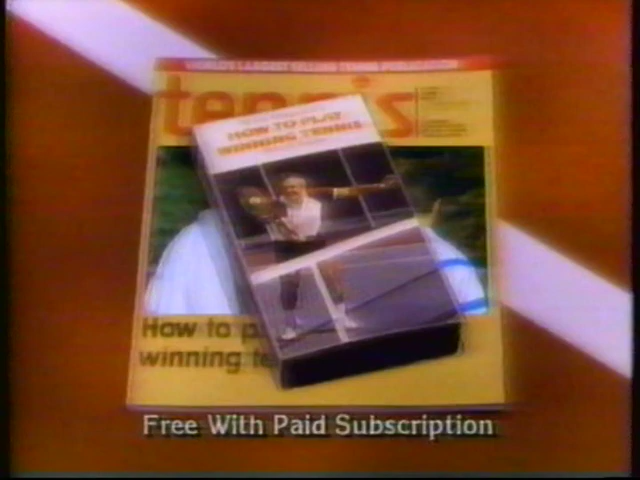 WORLD'S LARGEST SELLING TENNIS PUBLICATION
tennis
HOW TO PLAY
WINNING TENNIS
How to p
winning te
Free With Paid Subscription